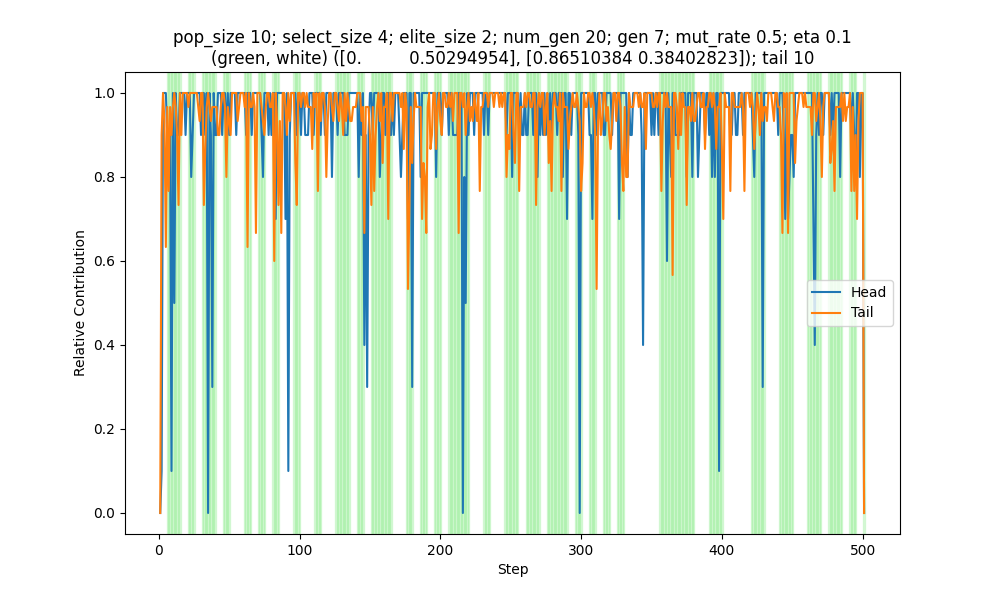 pop_size 10; select_size 4; elite_size 2; num_gen 20; gen 7; mut_rate 0.5; eta 0.1
(green, white) ([0.         0.50294954], [0.86510384 0.38402823]); tail 10
1.0
0.8
0.6
0.4
0.2
0.0
Relative Contribution
Head
Tail
0 100 200 300 400 500
Step